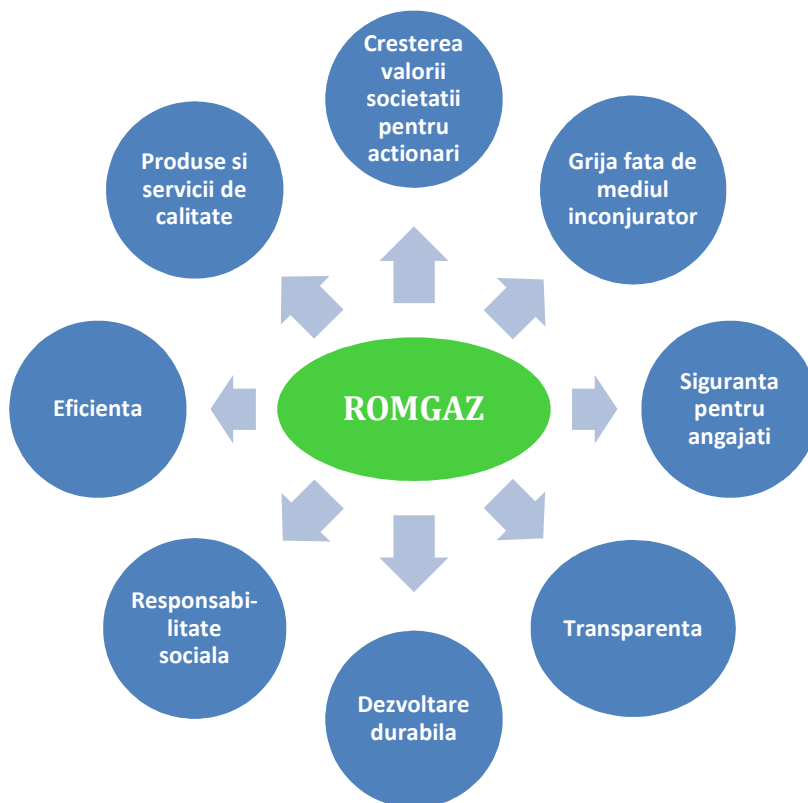 Cresterea
valorii
societatii
pentru
actionari
Produse si
servicii de
calitate
Grija fata de
mediul
inconjurator
Eficienta
ROMGAZ
Siguranta
pentru
angajati
Responsabi-
litate
sociala
Transparenta
Dezvoltare
durabila